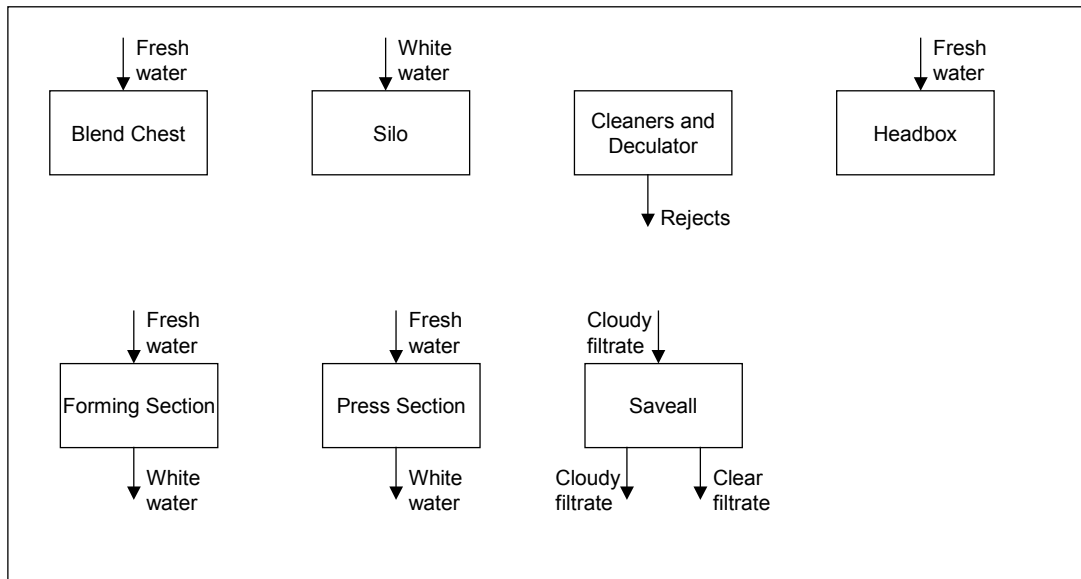 Fresh
water
Blend Chest
White
water
Silo
Cleaners and
Deculator
Rejects
Fresh
water
Headbox
Fresh
water
Forming Section
White
water
Fresh
water
Press Section
White
water
Cloudy
filtrate
Saveall
Cloudy
filtrate
Clear
filtrate